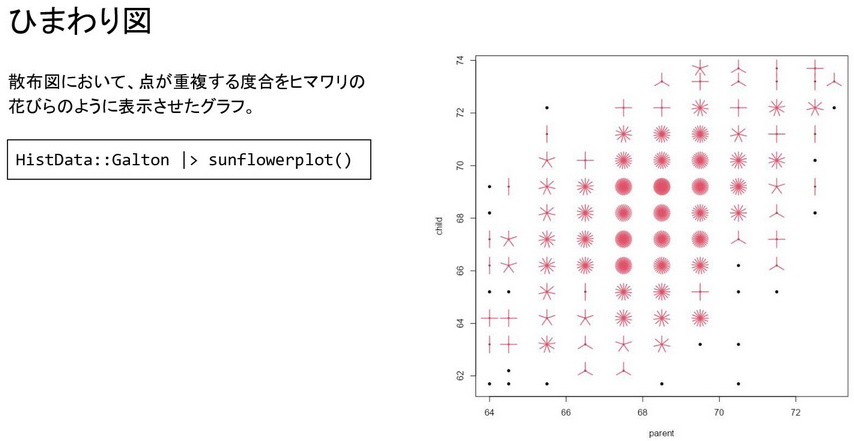 ひまわり図
散布図において、点が重複する度合をヒマワリの
花びらのように表示させたグラフ。
HistData::Galton |> sunflowerplot()
74
72
70
68
66
64
62
child
64
66
68
70
72
parent